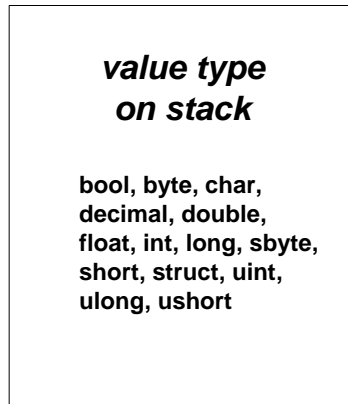 value type
on stack
bool, byte, char,
decimal, double,
float, int, long, sbyte,
short, struct, uint,
ulong, ushort